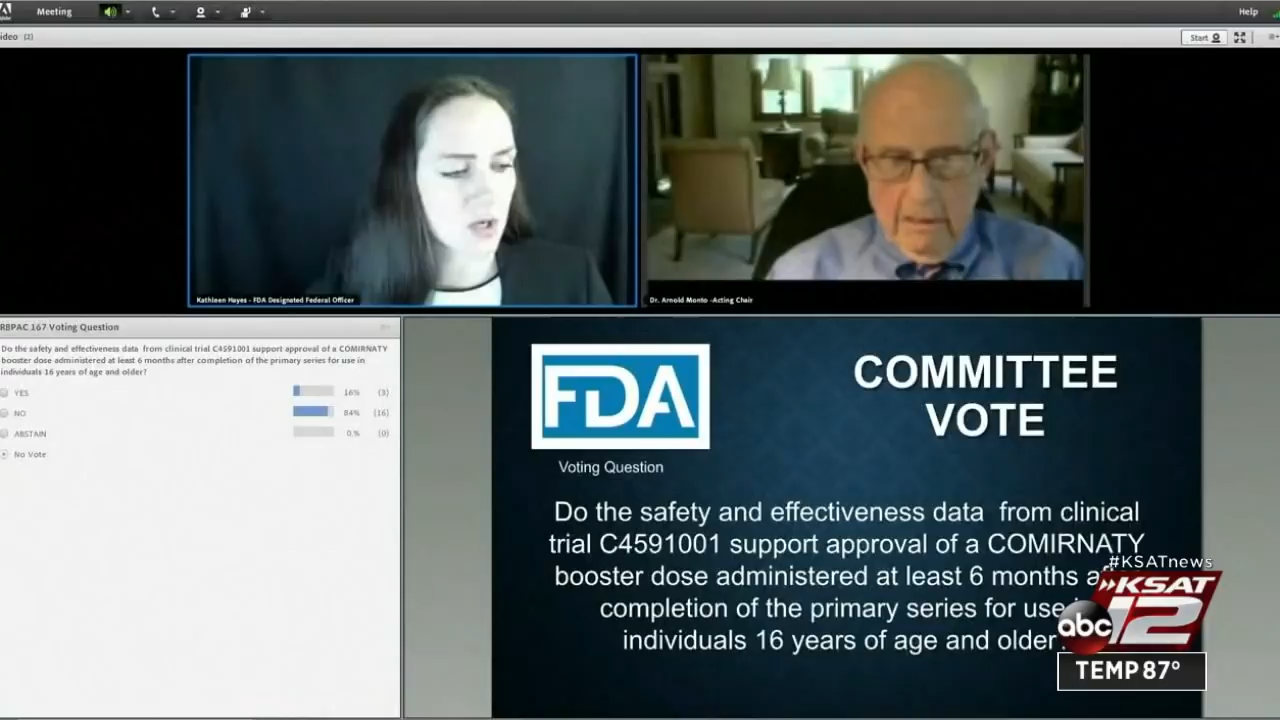 Adobe
Meeting
Help
ideo (2)
Start
Kathleen Hayes - FDA Designated Federal Officer
Dr. Arnold Monto -Acting Chair
RBPAC 167 Voting Question
Do the safety and effectiveness data from clinical trial C4591001 support approval of a COMIRNATY
booster dose administered at least 6 months after completion of the primary series for use in
individuals 16 years of age and older?
YES 16% (3)
NO 84% (16)
ABSTAIN 0.% (0)
No Vote
FDA
Voting Question
COMMITTEE
VOTE
Do the safety and effectiveness data from clinical
trial C4591001 support approval of a COMIRNATY
booster dose administered at least 6 months
completion of the primary series for use
individuals 16 years of age and older
#KSATnews
KSAT
abc 12
TEMP 87°